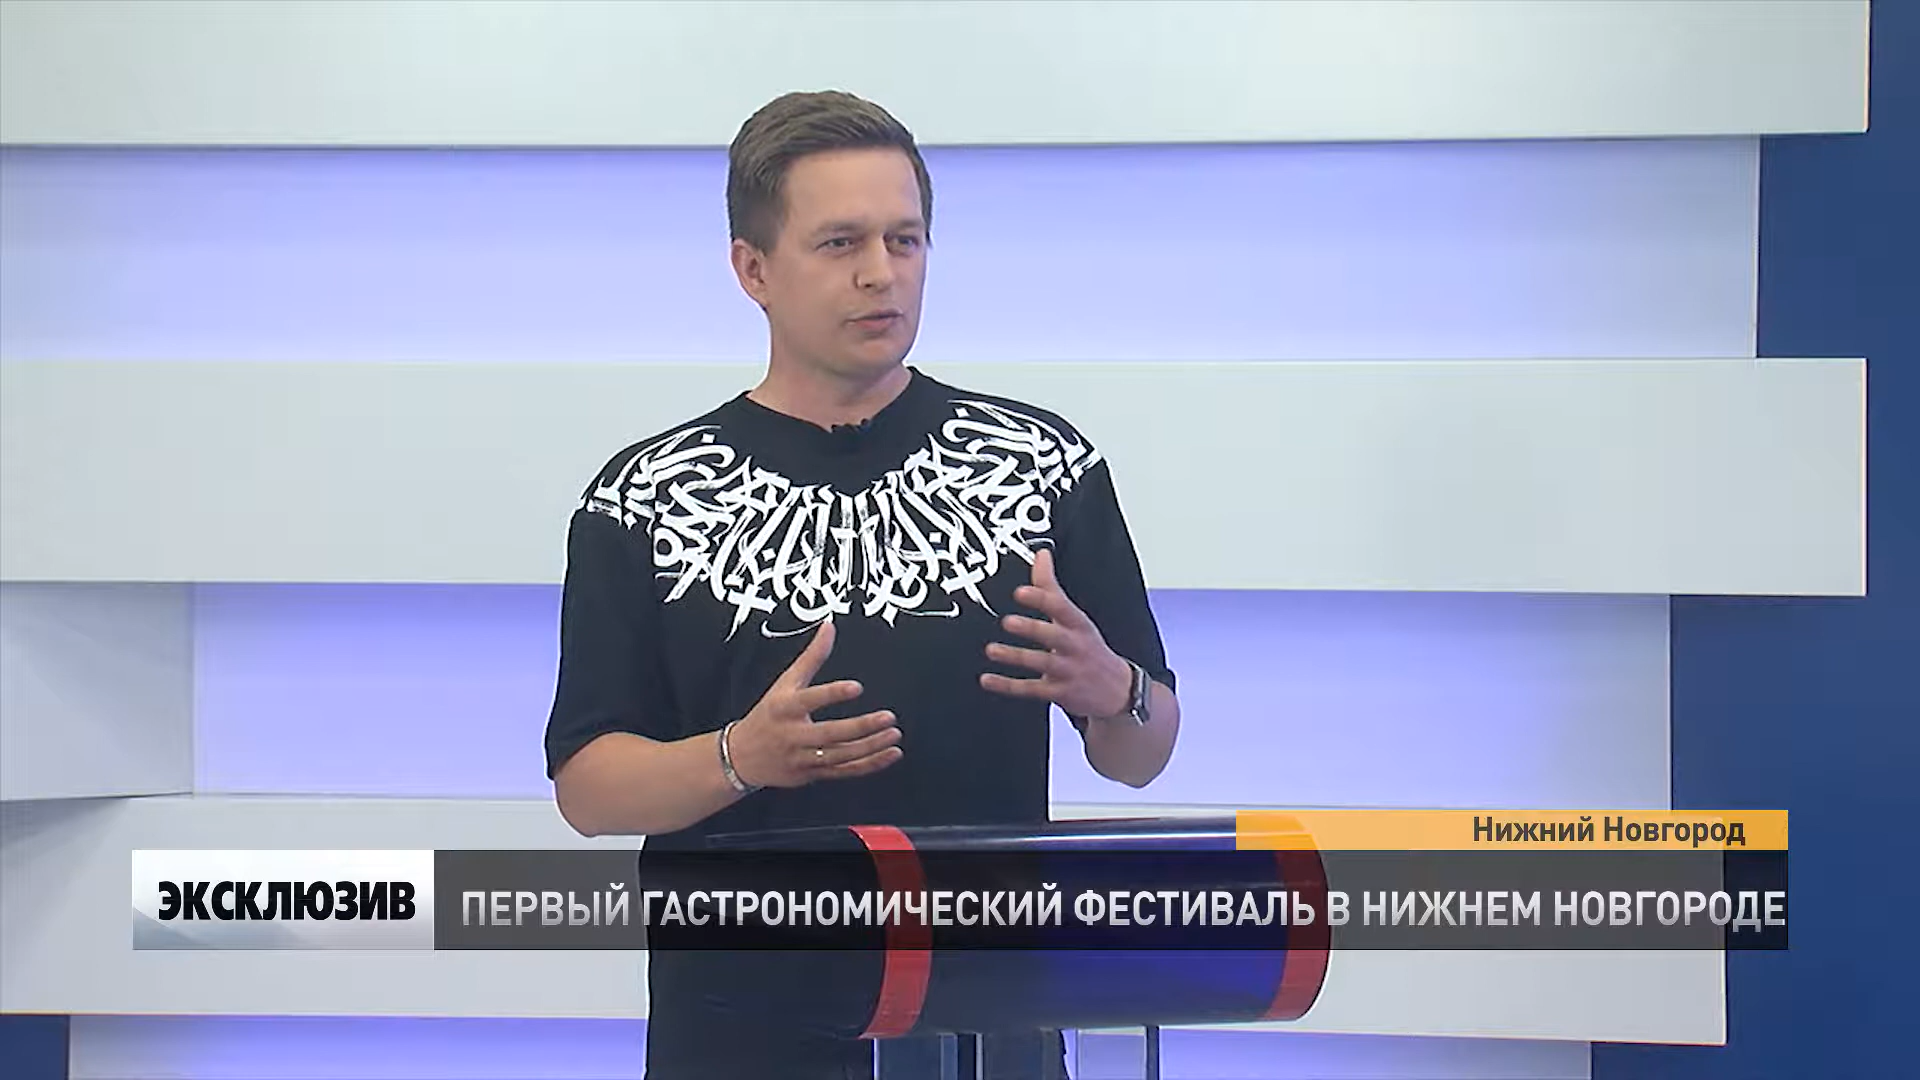 Нижний Новгород
ЭКСКЛЮЗИВ
ПЕРВЫЙ ГАСТРОНОМИЧЕСКИЙ ФЕСТИВАЛЬ В НИЖНЕМ НОВГОРОДЕ